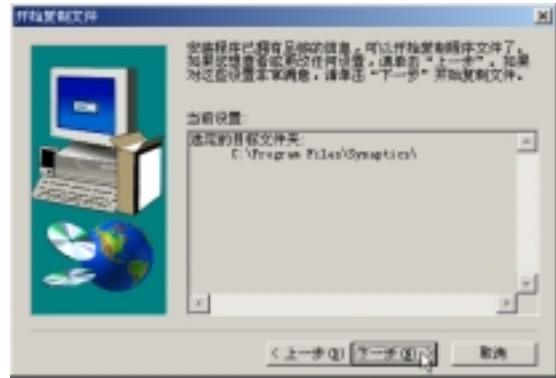 开始复制文件
安装程序已拥有足够的信息，可以开始复制程序文件了。
如果您想查看或更改任何设置，请单击“上一步”。如果
对这些设置非常满意，请单击“下一步”开始复制文件。
当前设置:
选定的目标文件夹:
C:\Program Files\Synaptics\
< 上一步(B)
下一步(N) >
取消